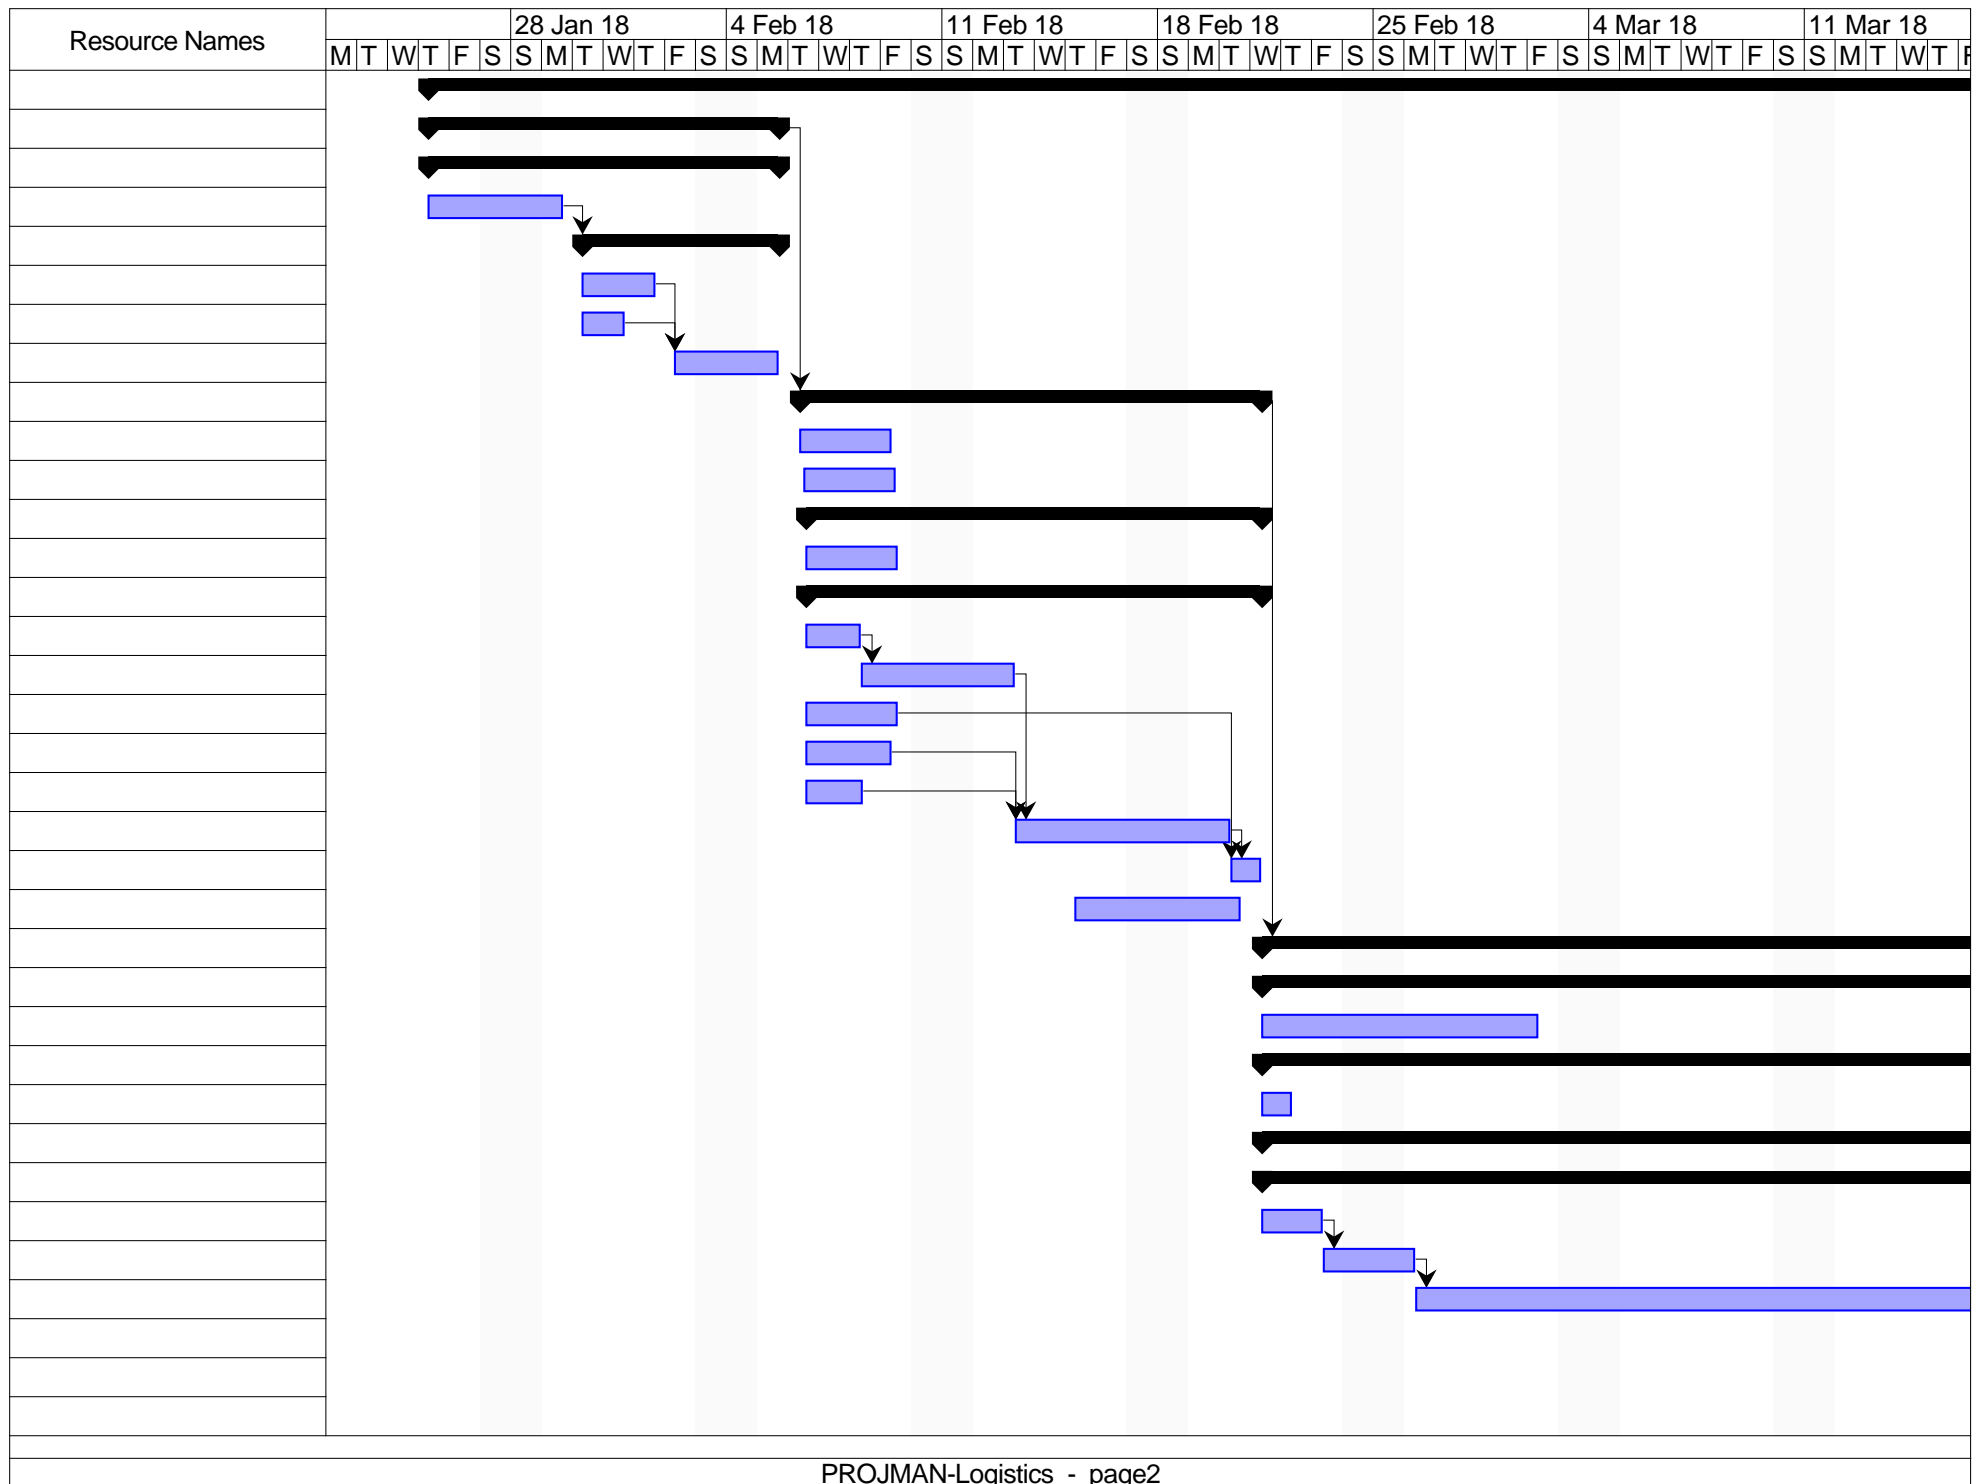 Resource Names
28 Jan 18 4 Feb 18 11 Feb 18 18 Feb 18 25 Feb 18 4 Mar 18 11 Mar 18
M T W T F S S M T W T F S S M T W T F S S M T W T F S S M T W T F S S M T W T F S S M T W T F S S M T W T F
PROJMAN-Logistics - page2